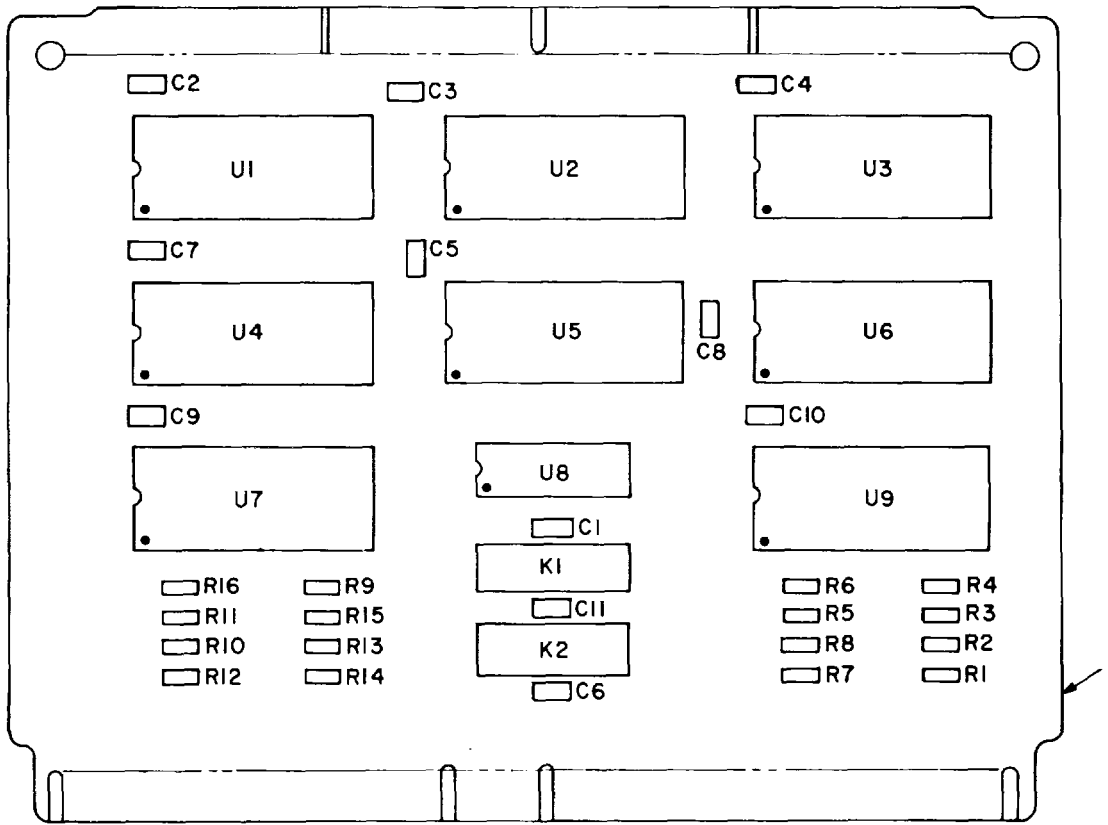 C2 C3 C4
U1 U2 U3
C7 C5
U4 U5 C8 U6
C9 C10
U7 U8 U9
C1
K1
R16 R9 R6 R4
C11
R11 R15 R5 R3
R10 R13 K2 R8 R2
R12 R14 R7 R1
C6